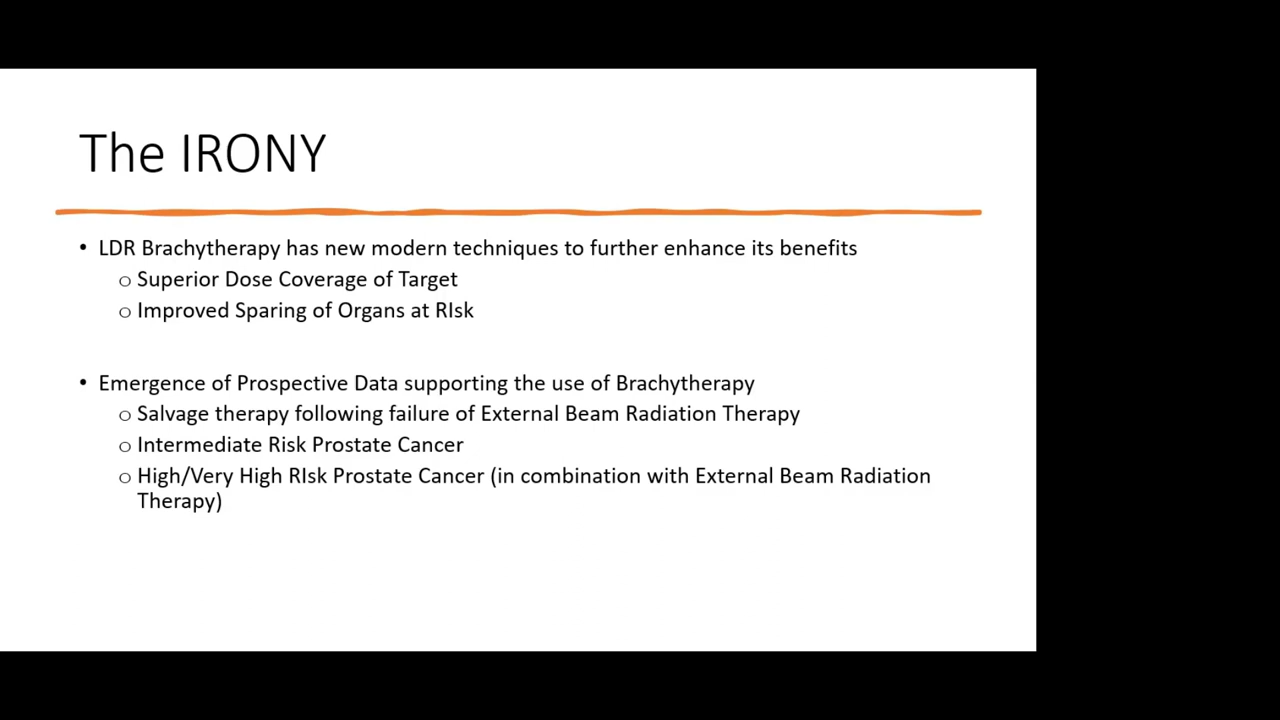 The IRONY
• LDR Brachytherapy has new modern techniques to further enhance its benefits
o Superior Dose Coverage of Target
o Improved Sparing of Organs at RIsk
• Emergence of Prospective Data supporting the use of Brachytherapy
o Salvage therapy following failure of External Beam Radiation Therapy
o Intermediate Risk Prostate Cancer
o High/Very High RIsk Prostate Cancer (in combination with External Beam Radiation
Therapy)